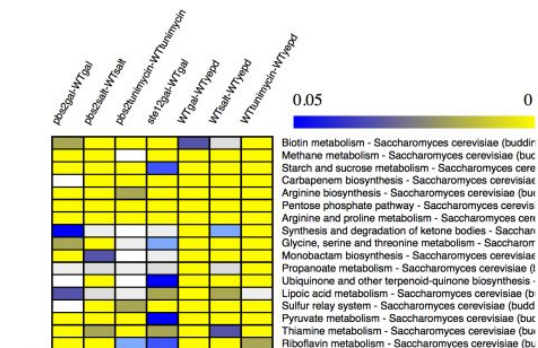 pbs2gal-WTgal
pbs2salt-WTsalt
pbs2tunimycin-WTtunimycin
ste12gal-WTgal
WTgal-WTyepd
WTsalt-WTyepd
WTtunimycin-WTyepd
0.05 0
Biotin metabolism - Saccharomyces cerevisiae (buddin
Methane metabolism - Saccharomyces cerevisiae (buc
Starch and sucrose metabolism - Saccharomyces cere
Carbapenem biosynthesis - Saccharomyces cerevisiae
Arginine biosynthesis - Saccharomyces cerevisiae (bud
Pentose phosphate pathway - Saccharomyces cerevis
Arginine and proline metabolism - Saccharomyces cere
Synthesis and degradation of ketone bodies - Sacchar
Glycine, serine and threonine metabolism - Saccharom
Monobactam biosynthesis - Saccharomyces cerevisiae
Propanoate metabolism - Saccharomyces cerevisiae (b
Ubiquinone and other terpenoid-quinone biosynthesis -
Lipoic acid metabolism - Saccharomyces cerevisiae (b
Sulfur relay system - Saccharomyces cerevisiae (budd
Pyruvate metabolism - Saccharomyces cerevisiae (buc
Thiamine metabolism - Saccharomyces cerevisiae (bu
Riboflavin metabolism - Saccharomyces cerevisiae (bu